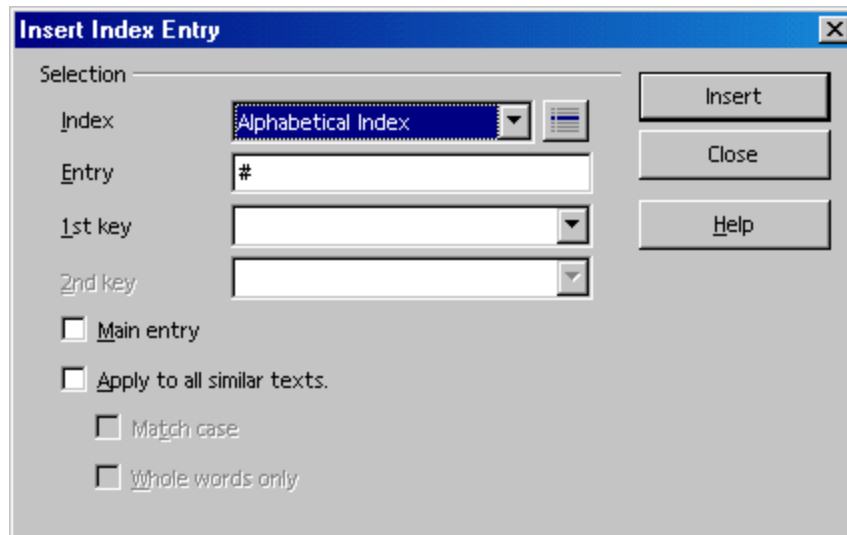 Insert Index Entry
Selection
Index
Alphabetical Index
Insert
Entry
#
Close
1st key
Help
2nd key
Main entry
Apply to all similar texts.
Match case
Whole words only